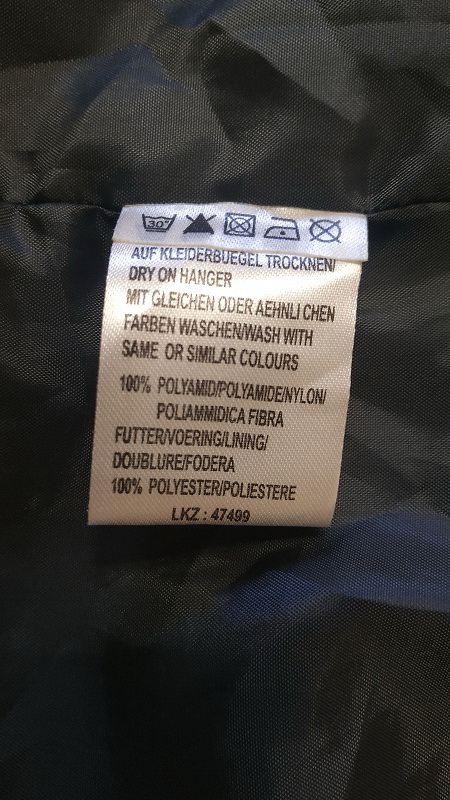 30°
AUF KLEIDERBUEGEL TROCKNEN/
DRY ON HANGER
MIT GLEICHEN ODER AEHNLI CHEN
FARBEN WASCHEN/WASH WITH
SAME OR SIMILAR COLOURS
100% POLYAMID/POLYAMIDE/NYLON/
POLIAMMIDICA FIBRA
FUTTER/VOERING/LINING/
DOUBLURE/FODERA
100% POLYESTER/POLIESTERE
LKZ : 47499